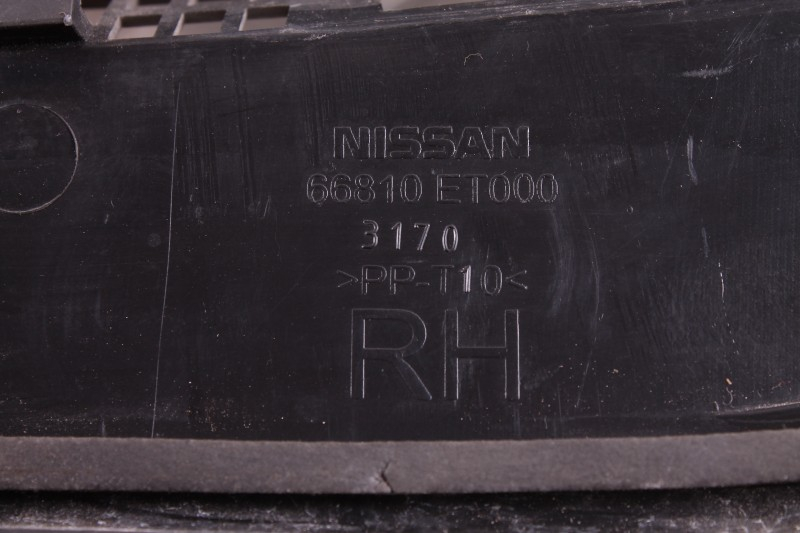 NISSAN
66810 ET000
3170
>PP-T10<
RH